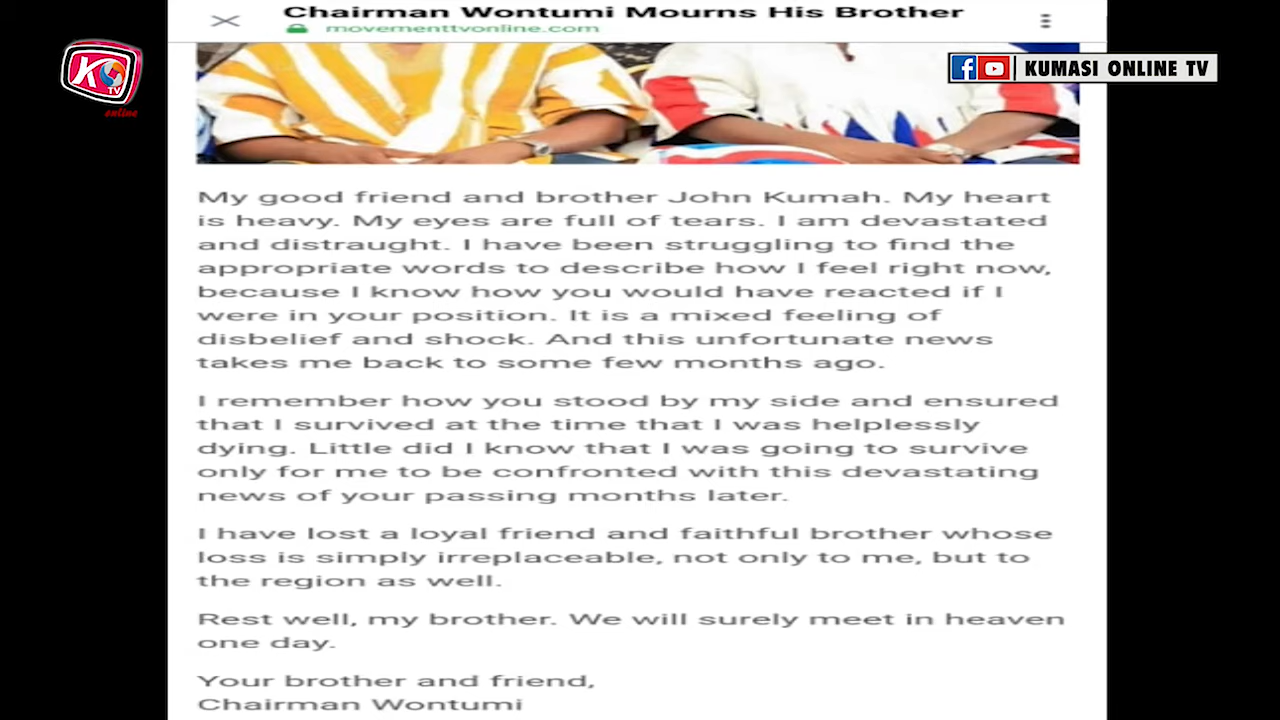 Chairman Wontumi Mourns His Brother
movementtvonline.com
K TV
online
f KUMASI ONLINE TV
My good friend and brother John Kumah. My heart
is heavy. My eyes are full of tears. I am devastated
and distraught. I have been struggling to find the
appropriate words to describe how I feel right now,
because I know how you would have reacted if I
were in your position. It is a mixed feeling of
disbelief and shock. And this unfortunate news
takes me back to some few months ago.
I remember how you stood by my side and ensured
that I survived at the time that I was helplessly
dying. Little did I know that I was going to survive
only for me to be confronted with this devastating
news of your passing months later.
I have lost a loyal friend and faithful brother whose
loss is simply irreplaceable, not only to me, but to
the region as well.
Rest well, my brother. We will surely meet in heaven
one day.
Your brother and friend,
Chairman Wontumi